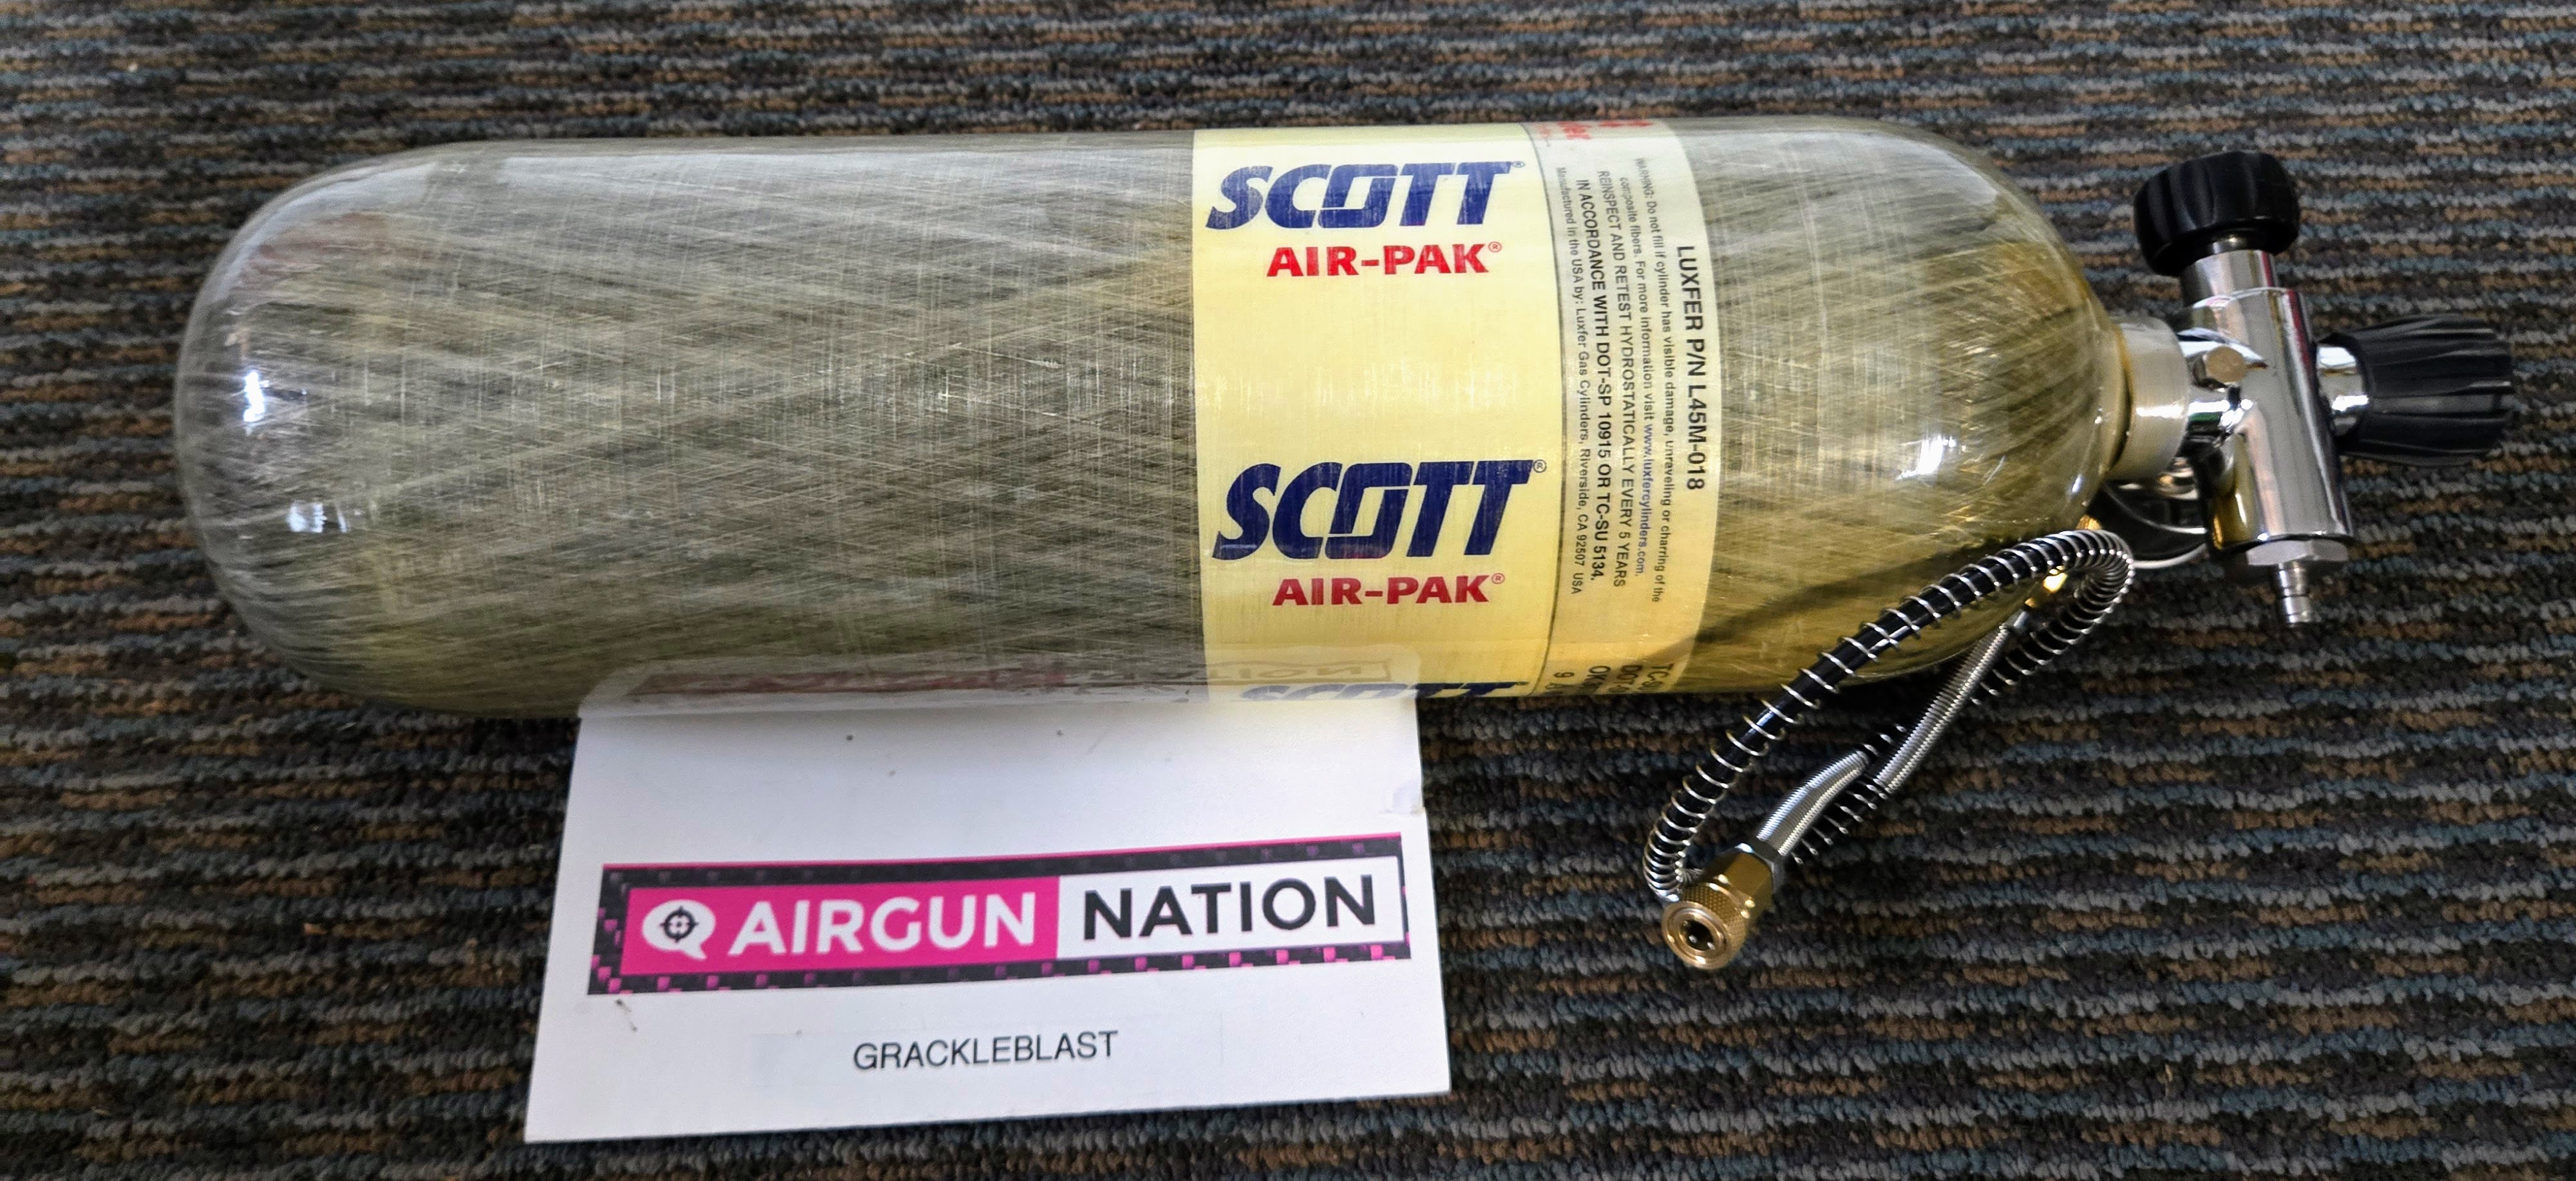 SCOTT®
AIR-PAK®
SCOTT®
AIR-PAK®
LUXFER P/N L45M-018
WARNING: Do not fill if cylinder has visible damage, unraveling or charring of the
composite fibers. For more information visit www.luxfercylinders.com.
REINSPECT AND RETEST HYDROSTATICALLY EVERY 5 YEARS
IN ACCORDANCE WITH DOT-SP 10915 OR TC-SU 5134.
Manufactured in the USA by: Luxfer Gas Cylinders, Riverside, CA 92507 USA
SCOTT
AIRGUN NATION
GRACKLEBLAST